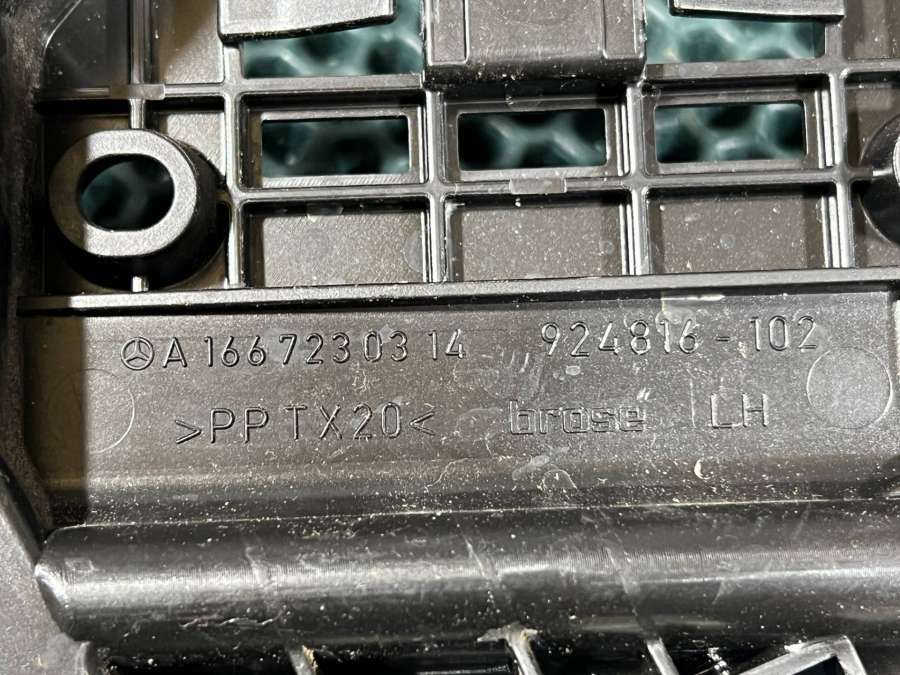 A 166 723 03 14 924816-102
>PP TX20< brose LH